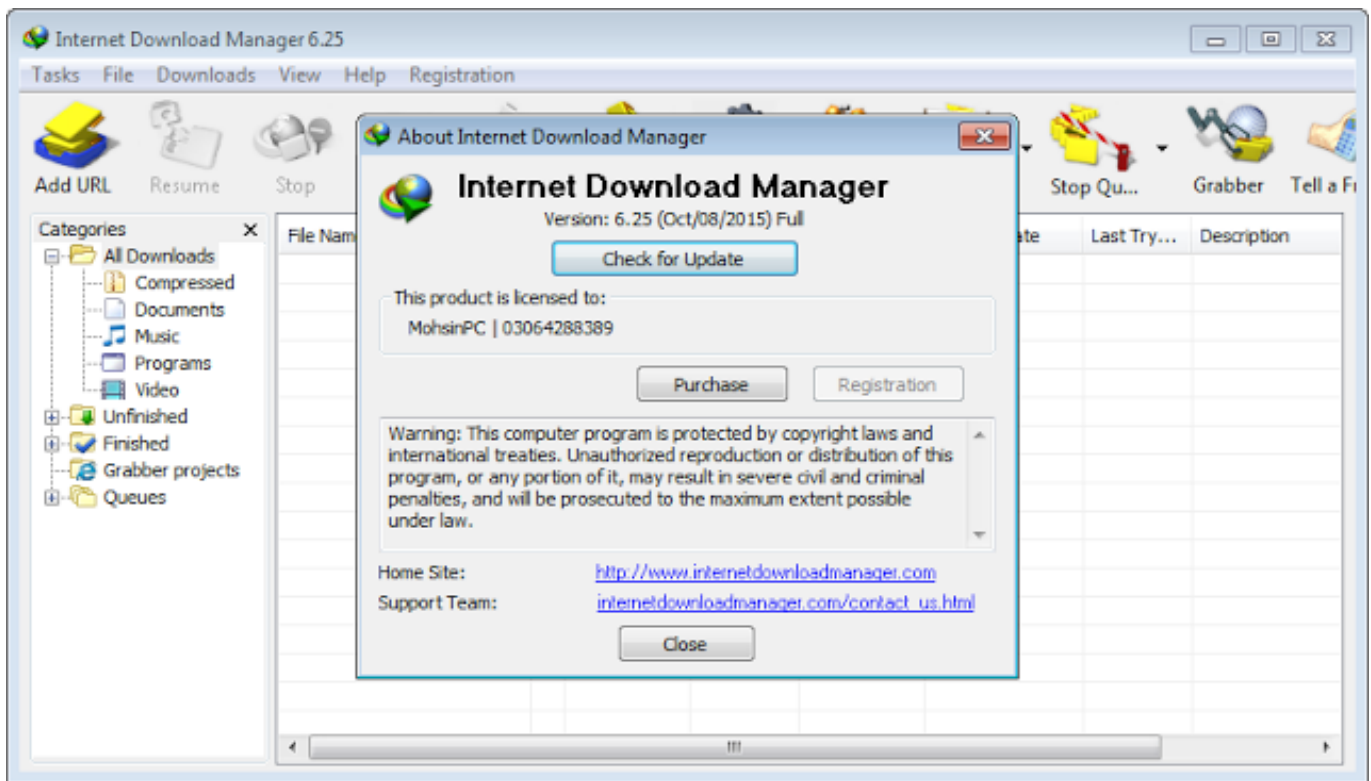 Internet Download Manager 6.25
Tasks File Downloads View Help Registration
Add URL Resume Stop Stop Qu... Grabber Tell a Fr
Categories
All Downloads
Compressed
Documents
Music
Programs
Video
Unfinished
Finished
Grabber projects
Queues
File Nam Last Try... Description
About Internet Download Manager
Internet Download Manager
Version: 6.25 (Oct/08/2015) Full
Check for Update
This product is licensed to:
MohsinPC | 03064288389
Purchase Registration
Warning: This computer program is protected by copyright laws and
international treaties. Unauthorized reproduction or distribution of this
program, or any portion of it, may result in severe civil and criminal
penalties, and will be prosecuted to the maximum extent possible
under law.
Home Site: http://www.internetdownloadmanager.com
Support Team: internetdownloadmanager.com/contact_us.html
Close